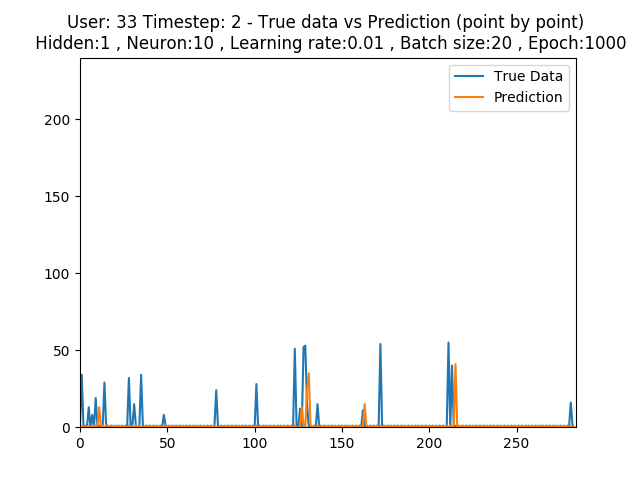 User: 33 Timestep: 2 - True data vs Prediction (point by point)
Hidden:1 , Neuron:10 , Learning rate:0.01 , Batch size:20 , Epoch:1000
True Data
Prediction
200
150
100
50
0
0 50 100 150 200 250